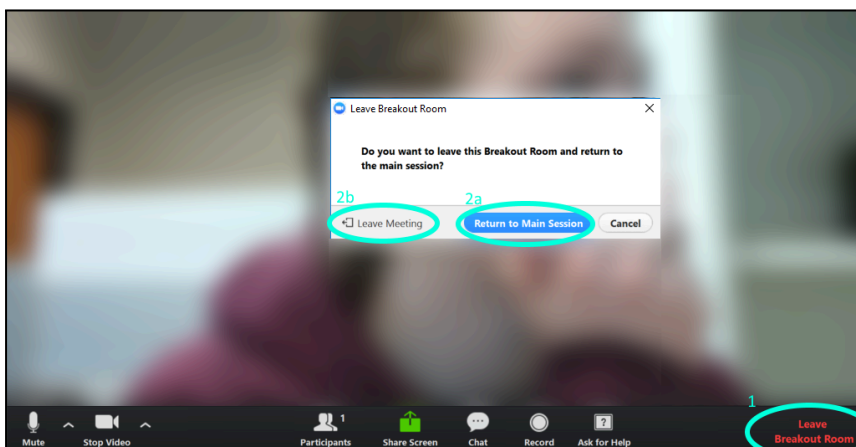 Leave Breakout Room
Do you want to leave this Breakout Room and return to
the main session?
2b
2a
Leave Meeting
Return to Main Session
Cancel
1
1
Mute
Stop Video
Participants
Share Screen
Chat
Record
?
Ask for Help
Leave
Breakout Room